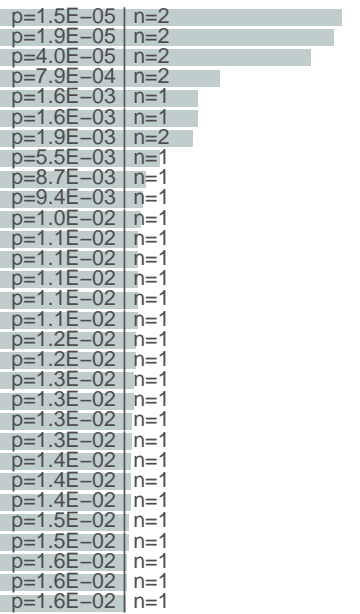 p=1.5E−05 n=2
p=1.9E−05 n=2
p=4.0E−05 n=2
p=7.9E−04 n=2
p=1.6E−03 n=1
p=1.6E−03 n=1
p=1.9E−03 n=2
p=5.5E−03 n=1
p=8.7E−03 n=1
p=9.4E−03 n=1
p=1.0E−02 n=1
p=1.1E−02 n=1
p=1.1E−02 n=1
p=1.1E−02 n=1
p=1.1E−02 n=1
p=1.1E−02 n=1
p=1.2E−02 n=1
p=1.2E−02 n=1
p=1.3E−02 n=1
p=1.3E−02 n=1
p=1.3E−02 n=1
p=1.3E−02 n=1
p=1.4E−02 n=1
p=1.4E−02 n=1
p=1.4E−02 n=1
p=1.5E−02 n=1
p=1.5E−02 n=1
p=1.6E−02 n=1
p=1.6E−02 n=1
p=1.6E−02 n=1